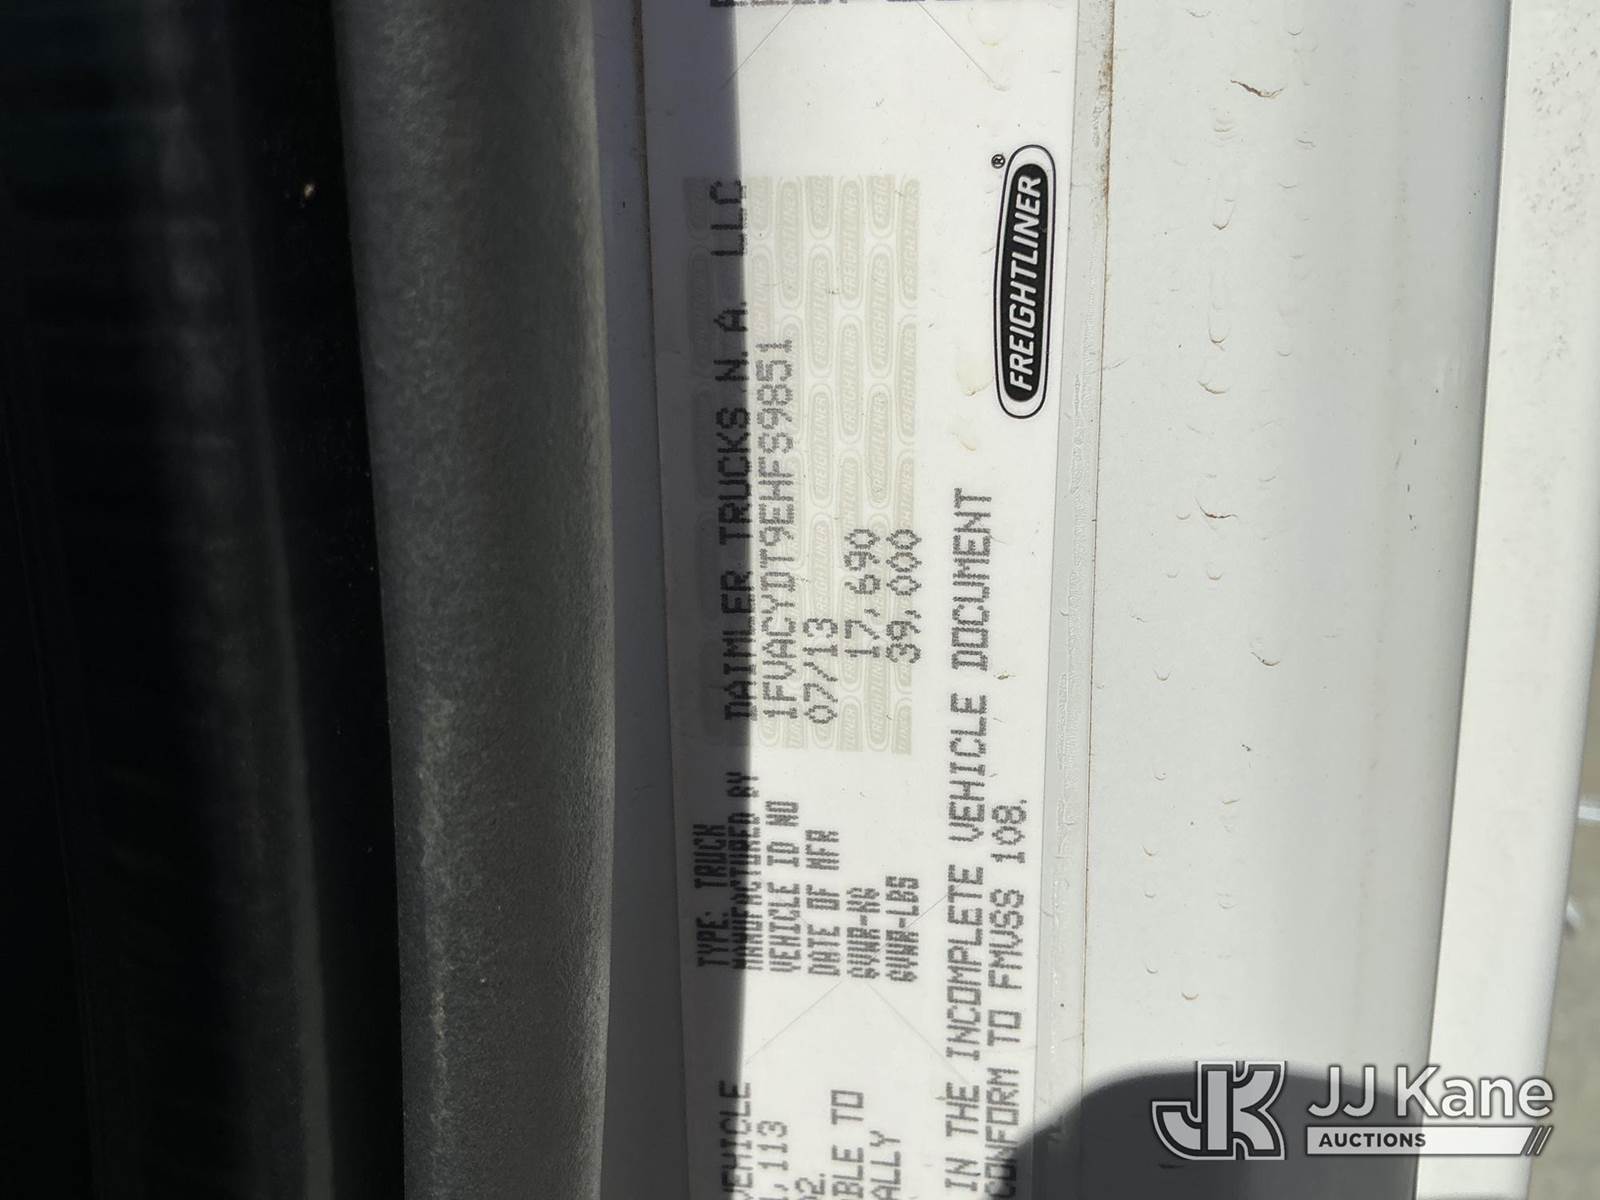 TYPE: TRUCK
MANUFACTURED BY DAIMLER TRUCKS N.A. LLC
VEHICLE ID NO 1FVACYDT9EHFS9851
DATE OF MFR 07/13
GVWR-KG 17,690
GVWR-LBS 39,000
IN THE INCOMPLETE VEHICLE DOCUMENT
CONFORM TO FMVSS 108.
FREIGHTLINER®
VEHICLE
,113
02.
BLE TO
ALLY
JK JJ Kane
AUCTIONS